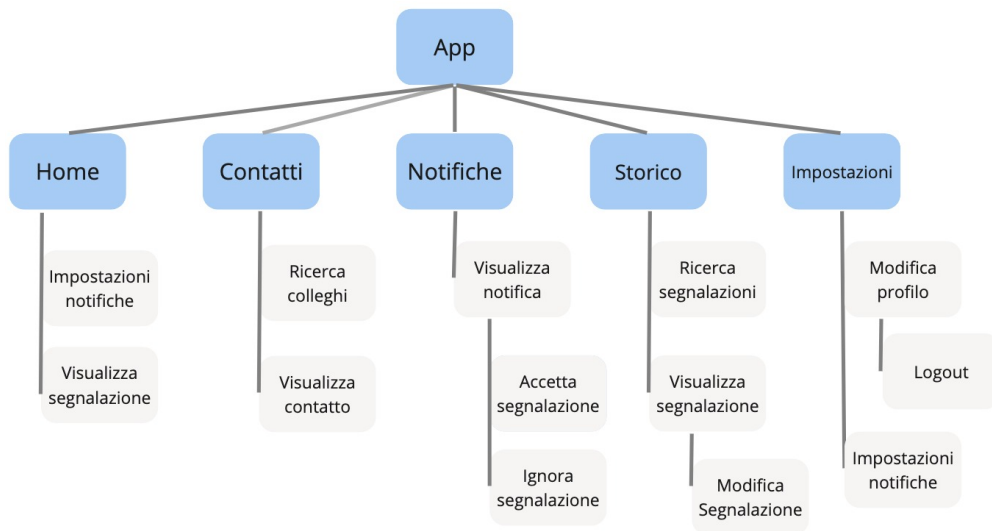 App
Home
Contatti
Notifiche
Storico
Impostazioni
Impostazioni
notifiche
Visualizza
segnalazione
Ricerca
colleghi
Visualizza
contatto
Visualizza
notifica
Accetta
segnalazione
Ignora
segnalazione
Ricerca
segnalazioni
Visualizza
segnalazione
Modifica
Segnalazione
Modifica
profilo
Logout
Impostazioni
notifiche